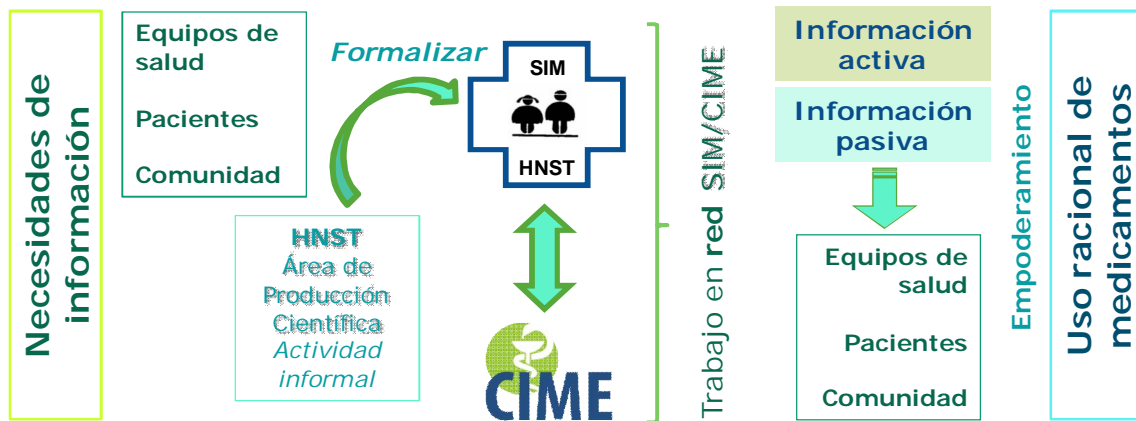 Necesidades de
información
Equipos de
salud
Pacientes
Comunidad
Formalizar
HNST
Área de
Producción
Científica
Actividad
informal
SIM
HNST
CIME
Trabajo en red SIM/CIME
Información
activa
Información
pasiva
Equipos de
salud
Pacientes
Comunidad
Empoderamiento
Uso racional de
medicamentos